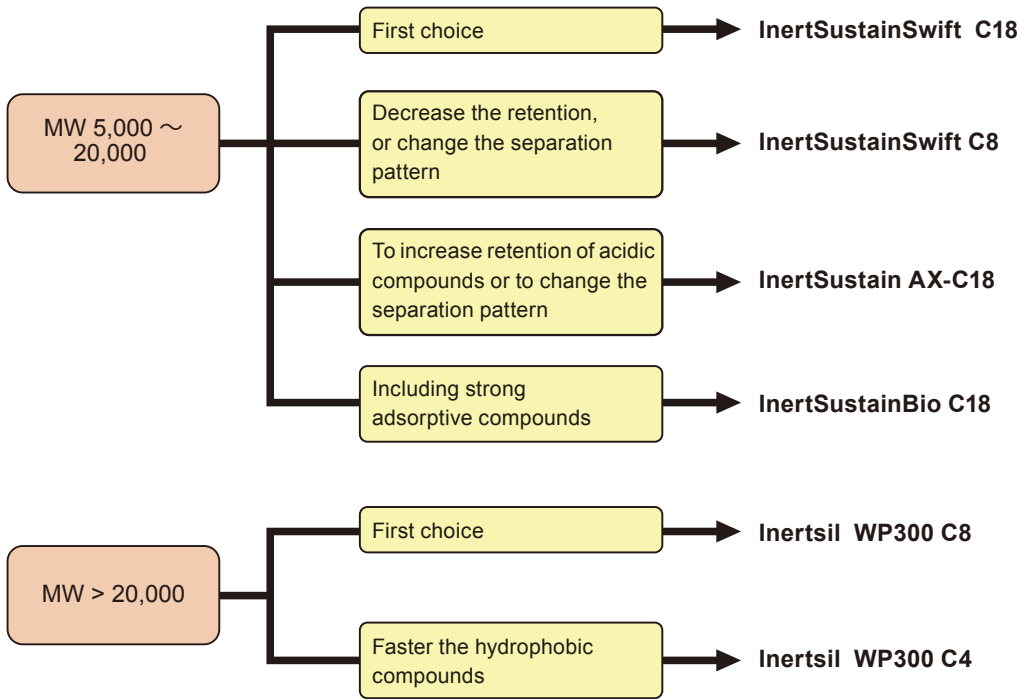 First choice
InertSustainSwift C18
MW 5,000 ～
20,000
Decrease the retention,
or change the separation
pattern
InertSustainSwift C8
To increase retention of acidic
compounds or to change the
separation pattern
InertSustain AX-C18
Including strong
adsorptive compounds
InertSustainBio C18
First choice
Inertsil WP300 C8
MW > 20,000
Faster the hydrophobic
compounds
Inertsil WP300 C4